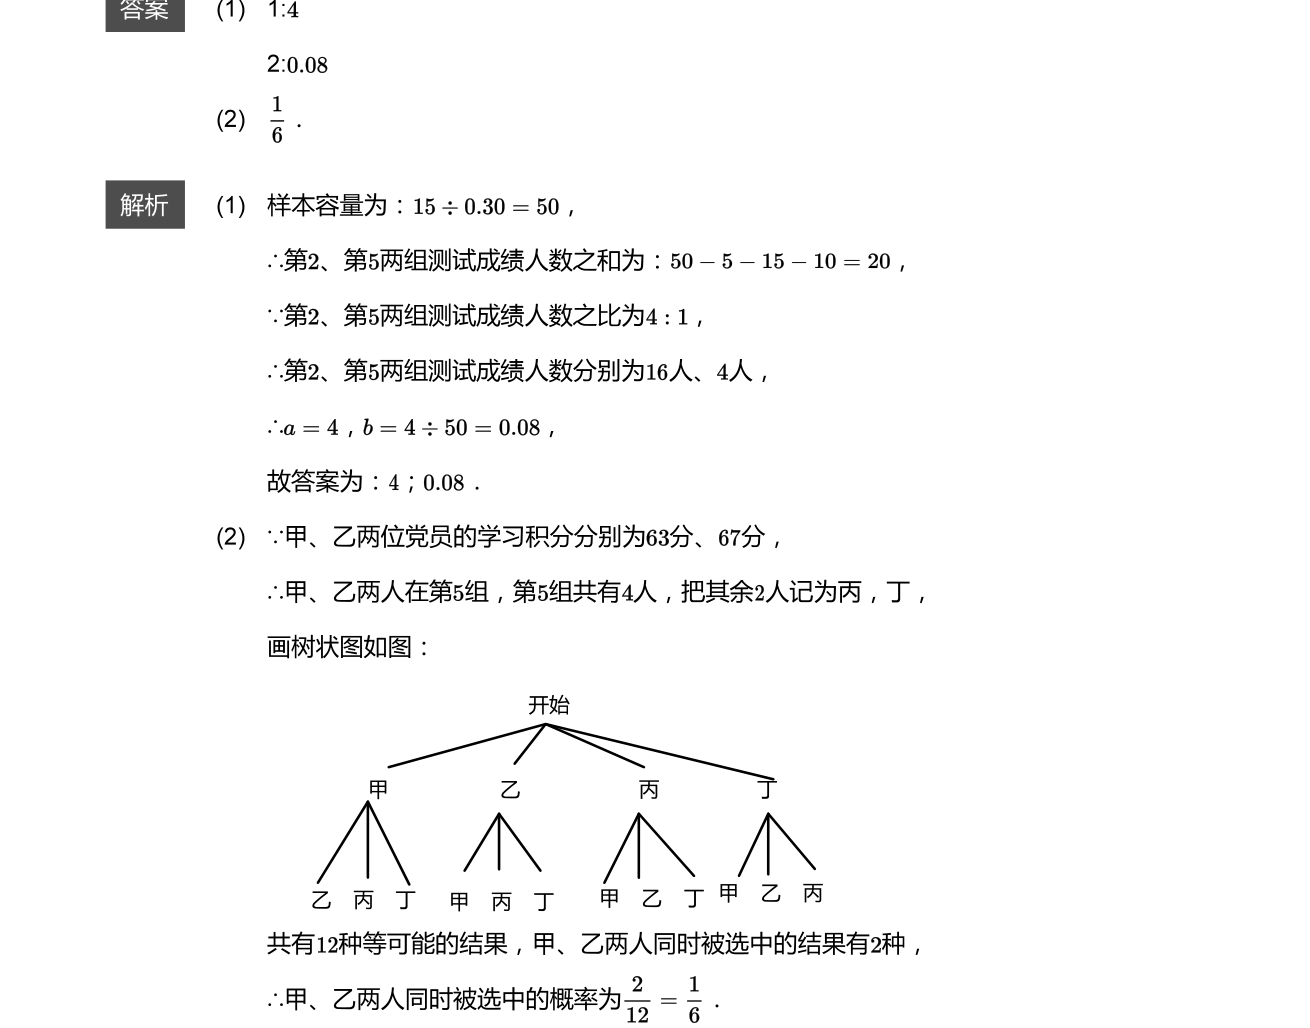 答案 (1) 1:4
2:0.08
(2) 1/6 .
解析 (1) 样本容量为：15 ÷ 0.30 = 50，
∴第2、第5两组测试成绩人数之和为：50 − 5 − 15 − 10 = 20，
∵第2、第5两组测试成绩人数之比为4 : 1，
∴第2、第5两组测试成绩人数分别为16人、4人，
∴a = 4，b = 4 ÷ 50 = 0.08，
故答案为：4；0.08．
(2) ∵甲、乙两位党员的学习积分分别为63分、67分，
∴甲、乙两人在第5组，第5组共有4人，把其余2人记为丙，丁，
画树状图如图：
开始
甲 乙 丙 丁
乙 丙 丁 甲 丙 丁 甲 乙 丁 甲 乙 丙
共有12种等可能的结果，甲、乙两人同时被选中的结果有2种，
∴甲、乙两人同时被选中的概率为2/12 = 1/6．